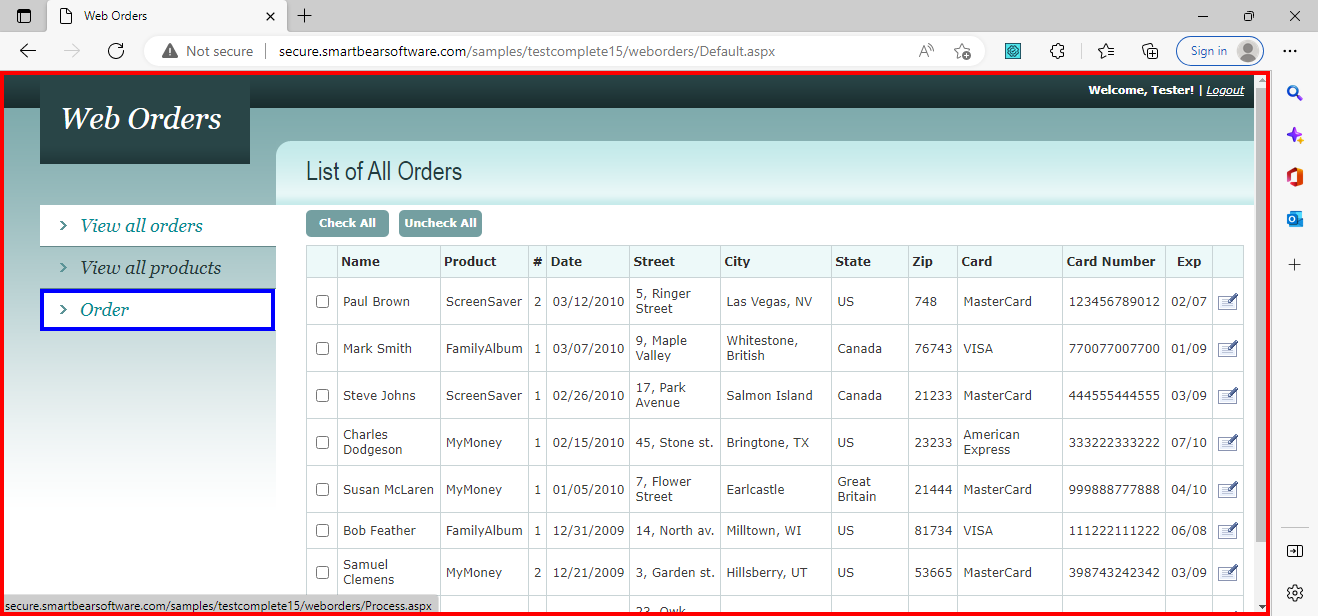 Web Orders
Not secure
secure.smartbearsoftware.com/samples/testcomplete15/weborders/Default.aspx
Sign in
Welcome, Tester! | Logout
Web Orders
List of All Orders
View all orders
View all products
Order
Check All Uncheck All
Name Product # Date Street City State Zip Card Card Number Exp
Paul Brown ScreenSaver 2 03/12/2010 5, Ringer Street Las Vegas, NV US 748 MasterCard 123456789012 02/07
Mark Smith FamilyAlbum 1 03/07/2010 9, Maple Valley Whitestone, British Canada 76743 VISA 770077007700 01/09
Steve Johns ScreenSaver 1 02/26/2010 17, Park Avenue Salmon Island Canada 21233 MasterCard 444555444555 03/09
Charles Dodgeson MyMoney 1 02/15/2010 45, Stone st. Bringtone, TX US 23233 American Express 333222333222 07/10
Susan McLaren MyMoney 1 01/05/2010 7, Flower Street Earlcastle Great Britain 21444 MasterCard 999888777888 04/10
Bob Feather FamilyAlbum 1 12/31/2009 14, North av. Milltown, WI US 81734 VISA 111222111222 06/08
Samuel Clemens MyMoney 2 12/21/2009 3, Garden st. Hillsberry, UT US 53665 MasterCard 398743242342 03/09
23, Owk
secure.smartbearsoftware.com/samples/testcomplete15/weborders/Process.aspx